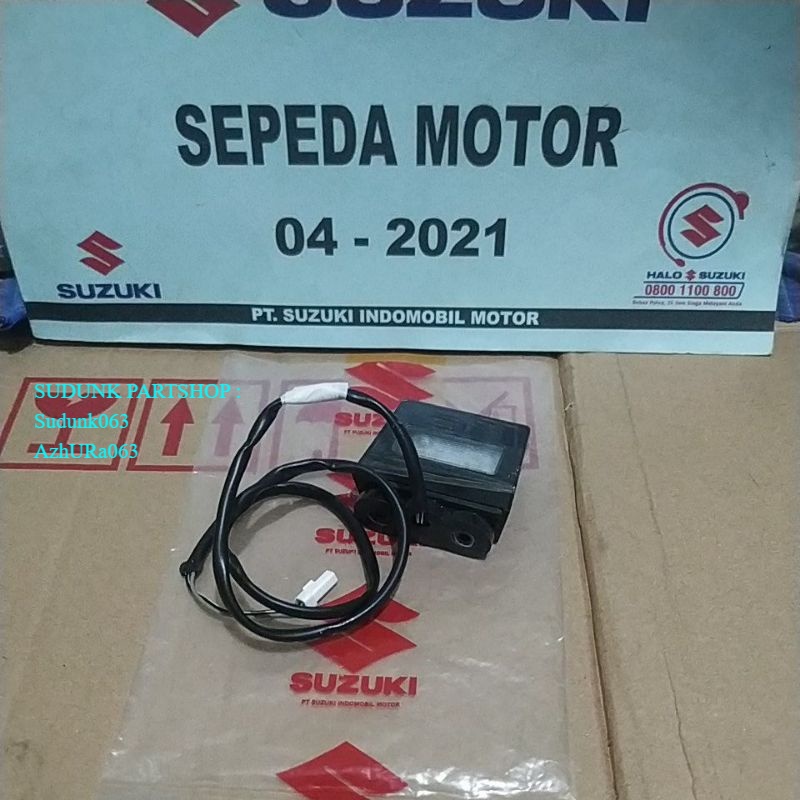 SUZUKI
SEPEDA MOTOR
04 - 2021
SUZUKI
HALO SUZUKI
0800 1100 800
PT. SUZUKI INDOMOBIL MOTOR
SUDUNK PARTSHOP :
Sudunk063
AzhURa063
SUZUKI
SUZUKI
PT SUZUKI INDOMOBIL MOTOR
SUZUKI
PT SUZUKI INDOMOBIL MOTOR